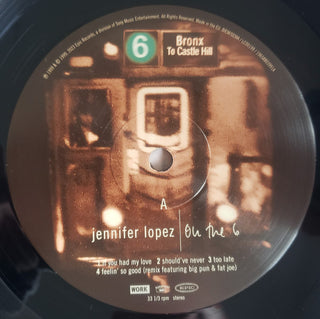 6
Bronx
To Castle Hill
A
jennifer lopez on the 6
1 if you had my love 2 should've never 3 too late
4 feelin' so good (remix featuring big pun & fat joe)
WORK EPIC
33 1/3 rpm stereo